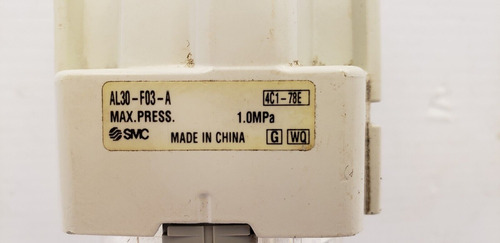 AL30-F03-A 4C1-78E
MAX.PRESS. 1.0MPa
SMC MADE IN CHINA G WQ